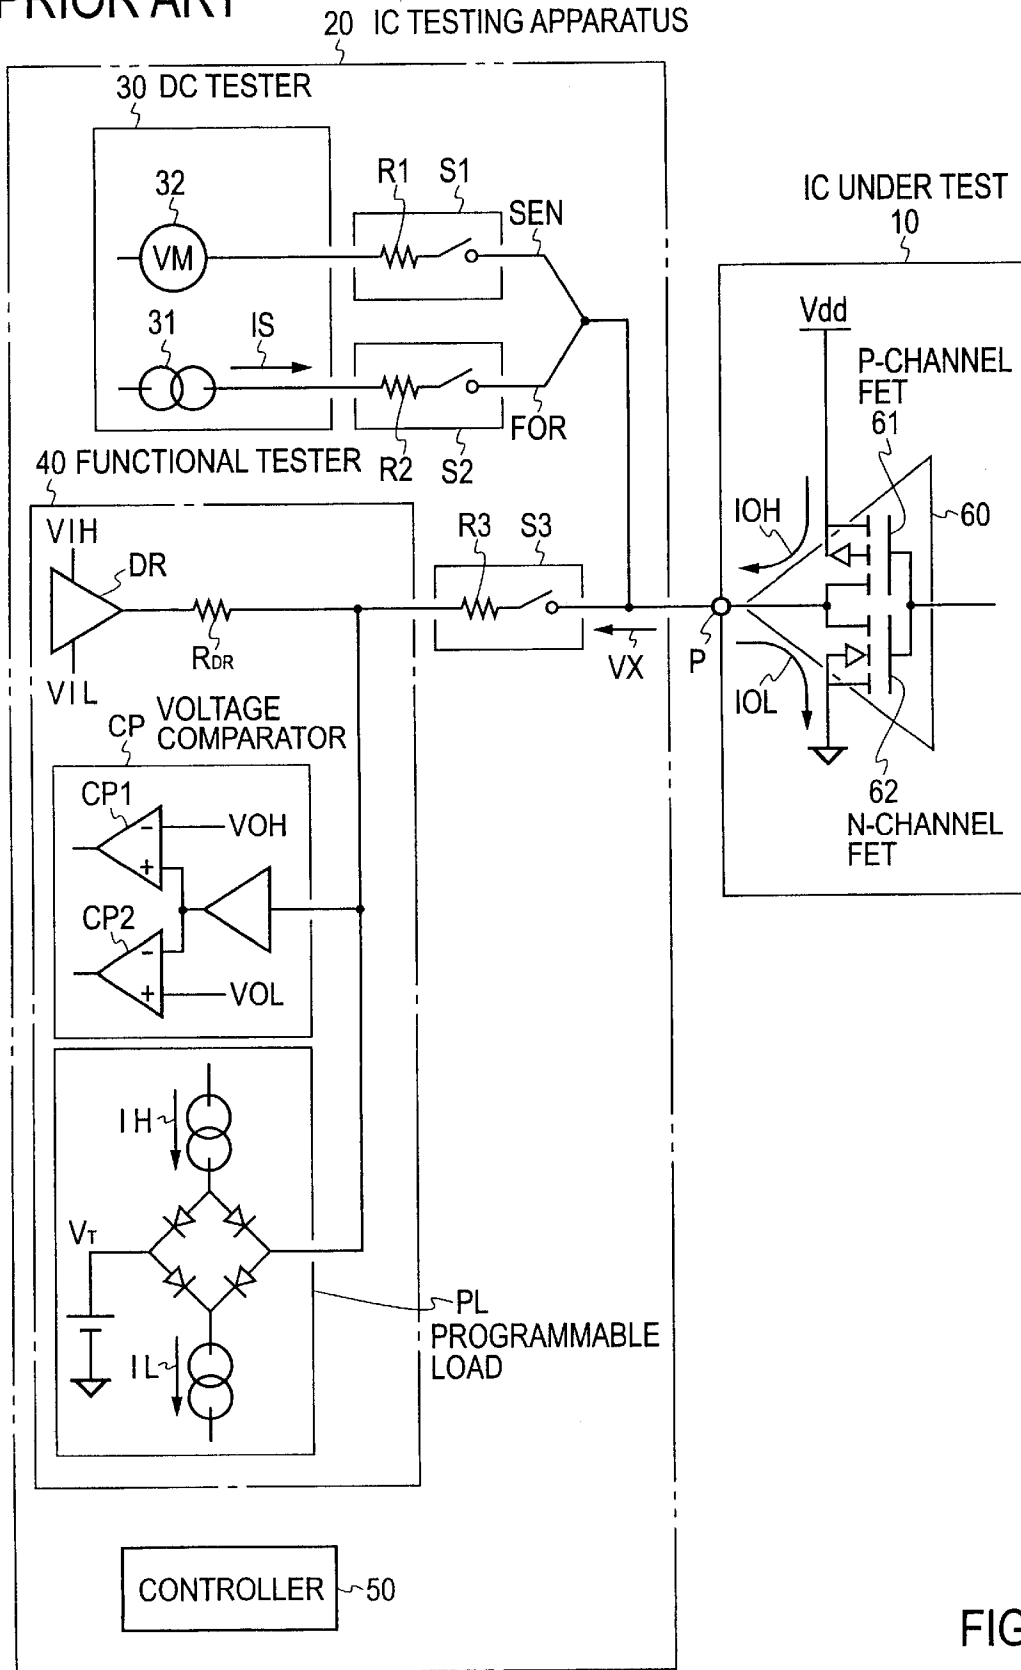 PRIOR ART
20 IC TESTING APPARATUS
30 DC TESTER
32
VM
R1
S1
SEN
31
IS
R2
S2
FOR
IC UNDER TEST
10
Vdd
P-CHANNEL
FET
61
60
IOH
IOL
P
62
N-CHANNEL
FET
40 FUNCTIONAL TESTER
VIH
DR
RDR
VIL
R3
S3
VX
CP VOLTAGE
COMPARATOR
CP1
-
VOH
+
CP2
-
+
VOL
IH
VT
IL
PL
PROGRAMMABLE
LOAD
CONTROLLER
50
FIG